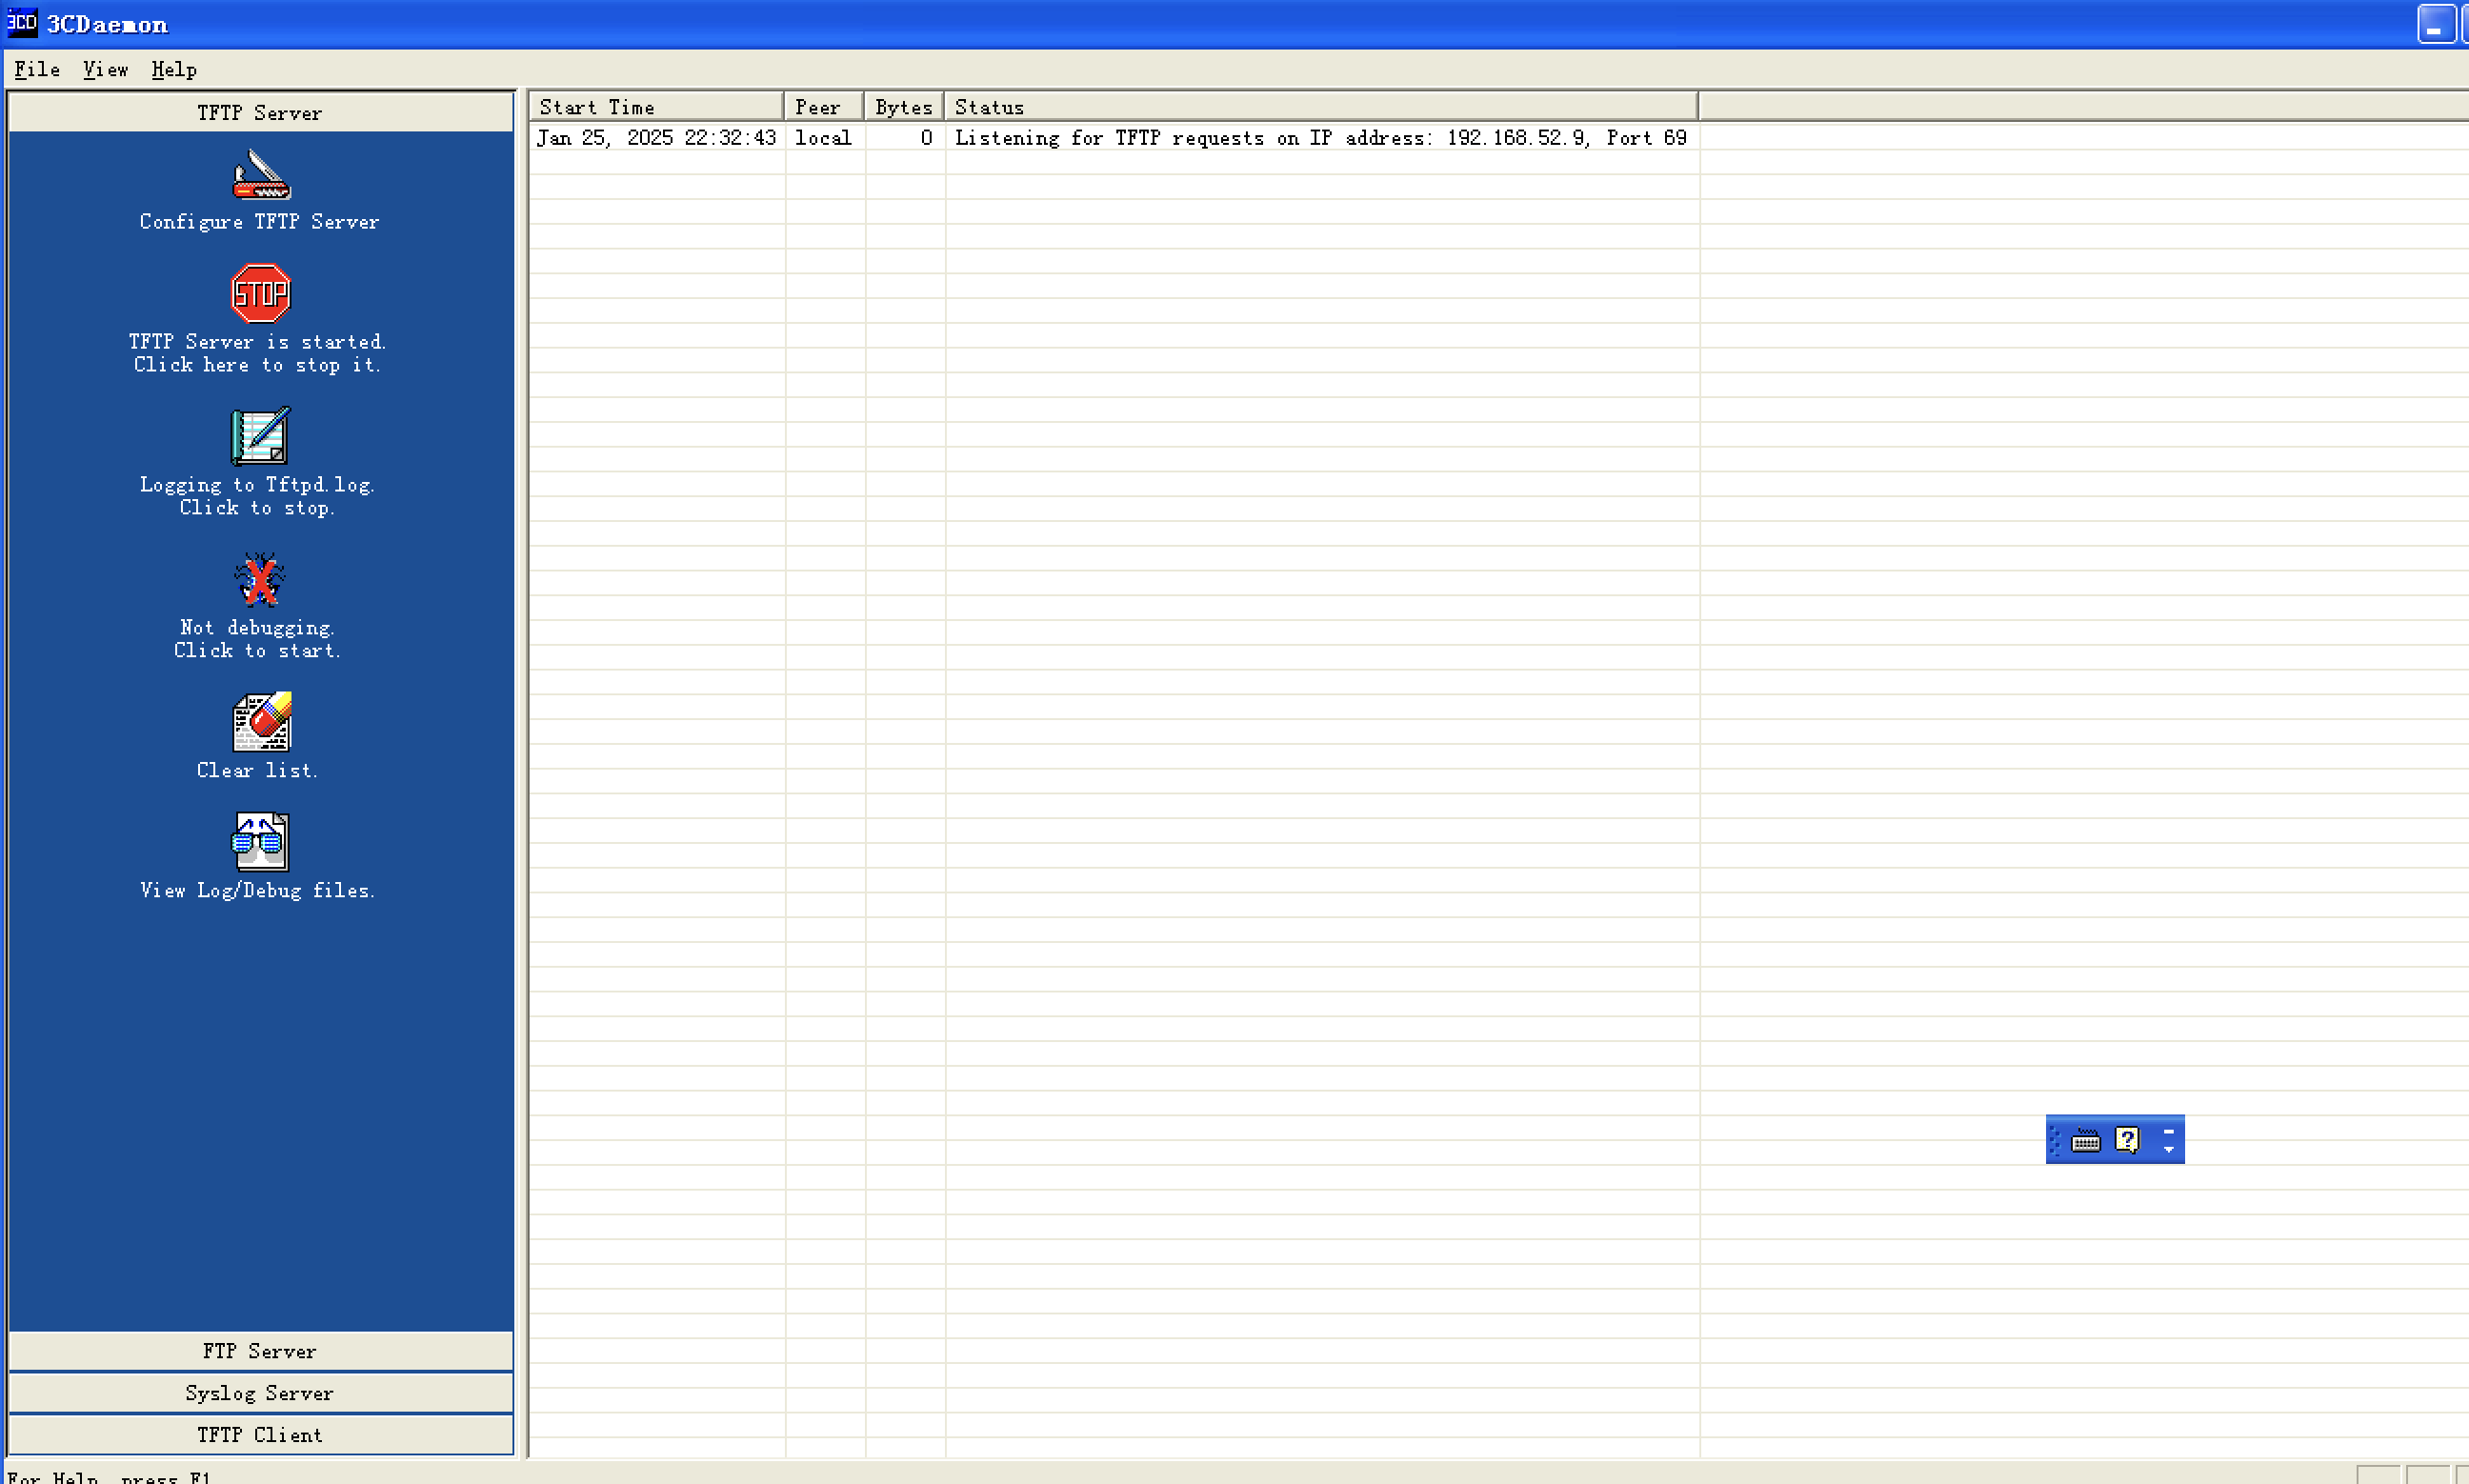 3CD 3CDaemon
File View Help
TFTP Server
Configure TFTP Server
STOP
TFTP Server is started.
Click here to stop it.
Logging to Tftpd.log.
Click to stop.
Not debugging.
Click to start.
Clear list.
View Log/Debug files.
FTP Server
Syslog Server
TFTP Client
Start Time Peer Bytes Status
Jan 25, 2025 22:32:43 local 0 Listening for TFTP requests on IP address: 192.168.52.9, Port 69
?
For Help, press F1